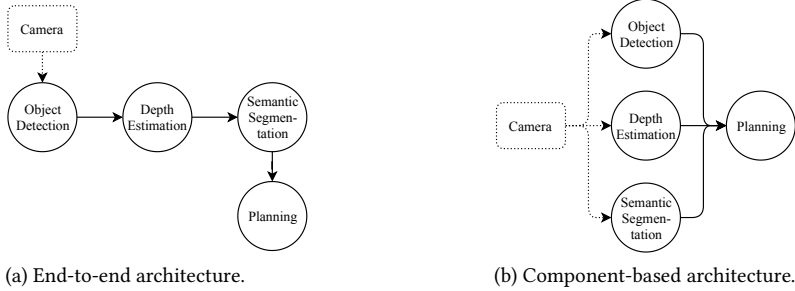 Camera
Object
Detection
Depth
Estimation
Semantic
Segmen-
tation
Planning
(a) End-to-end architecture.
Object
Detection
Camera
Depth
Estimation
Planning
Semantic
Segmen-
tation
(b) Component-based architecture.